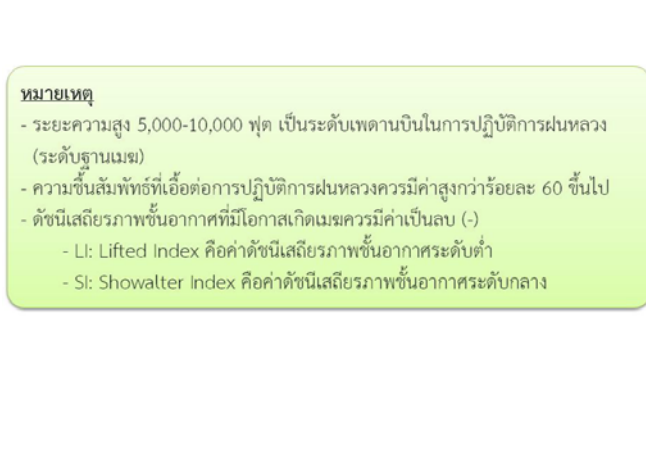 หมายเหตุ
- ระยะความสูง 5,000-10,000 ฟุต เป็นระดับเพดานบินในการปฏิบัติการฝนหลวง
(ระดับฐานเมฆ)
- ความชื้นสัมพัทธ์ที่เอื้อต่อการปฏิบัติการฝนหลวงควรมีค่าสูงกว่าร้อยละ 60 ขึ้นไป
- ดัชนีเสถียรภาพชั้นอากาศที่มีโอกาสเกิดเมฆควรมีค่าเป็นลบ (-)
- LI: Lifted Index คือค่าดัชนีเสถียรภาพชั้นอากาศระดับต่ำ
- SI: Showalter Index คือค่าดัชนีเสถียรภาพชั้นอากาศระดับกลาง